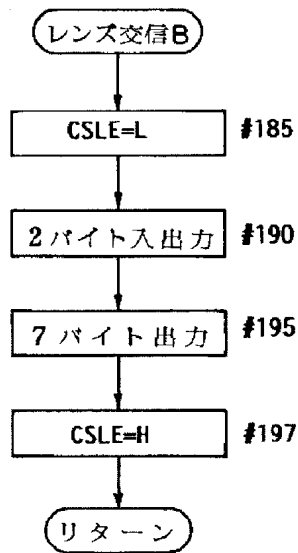 レンズ交信B
CSLE=L #185
2バイト入出力 #190
7バイト出力 #195
CSLE=H #197
リターン